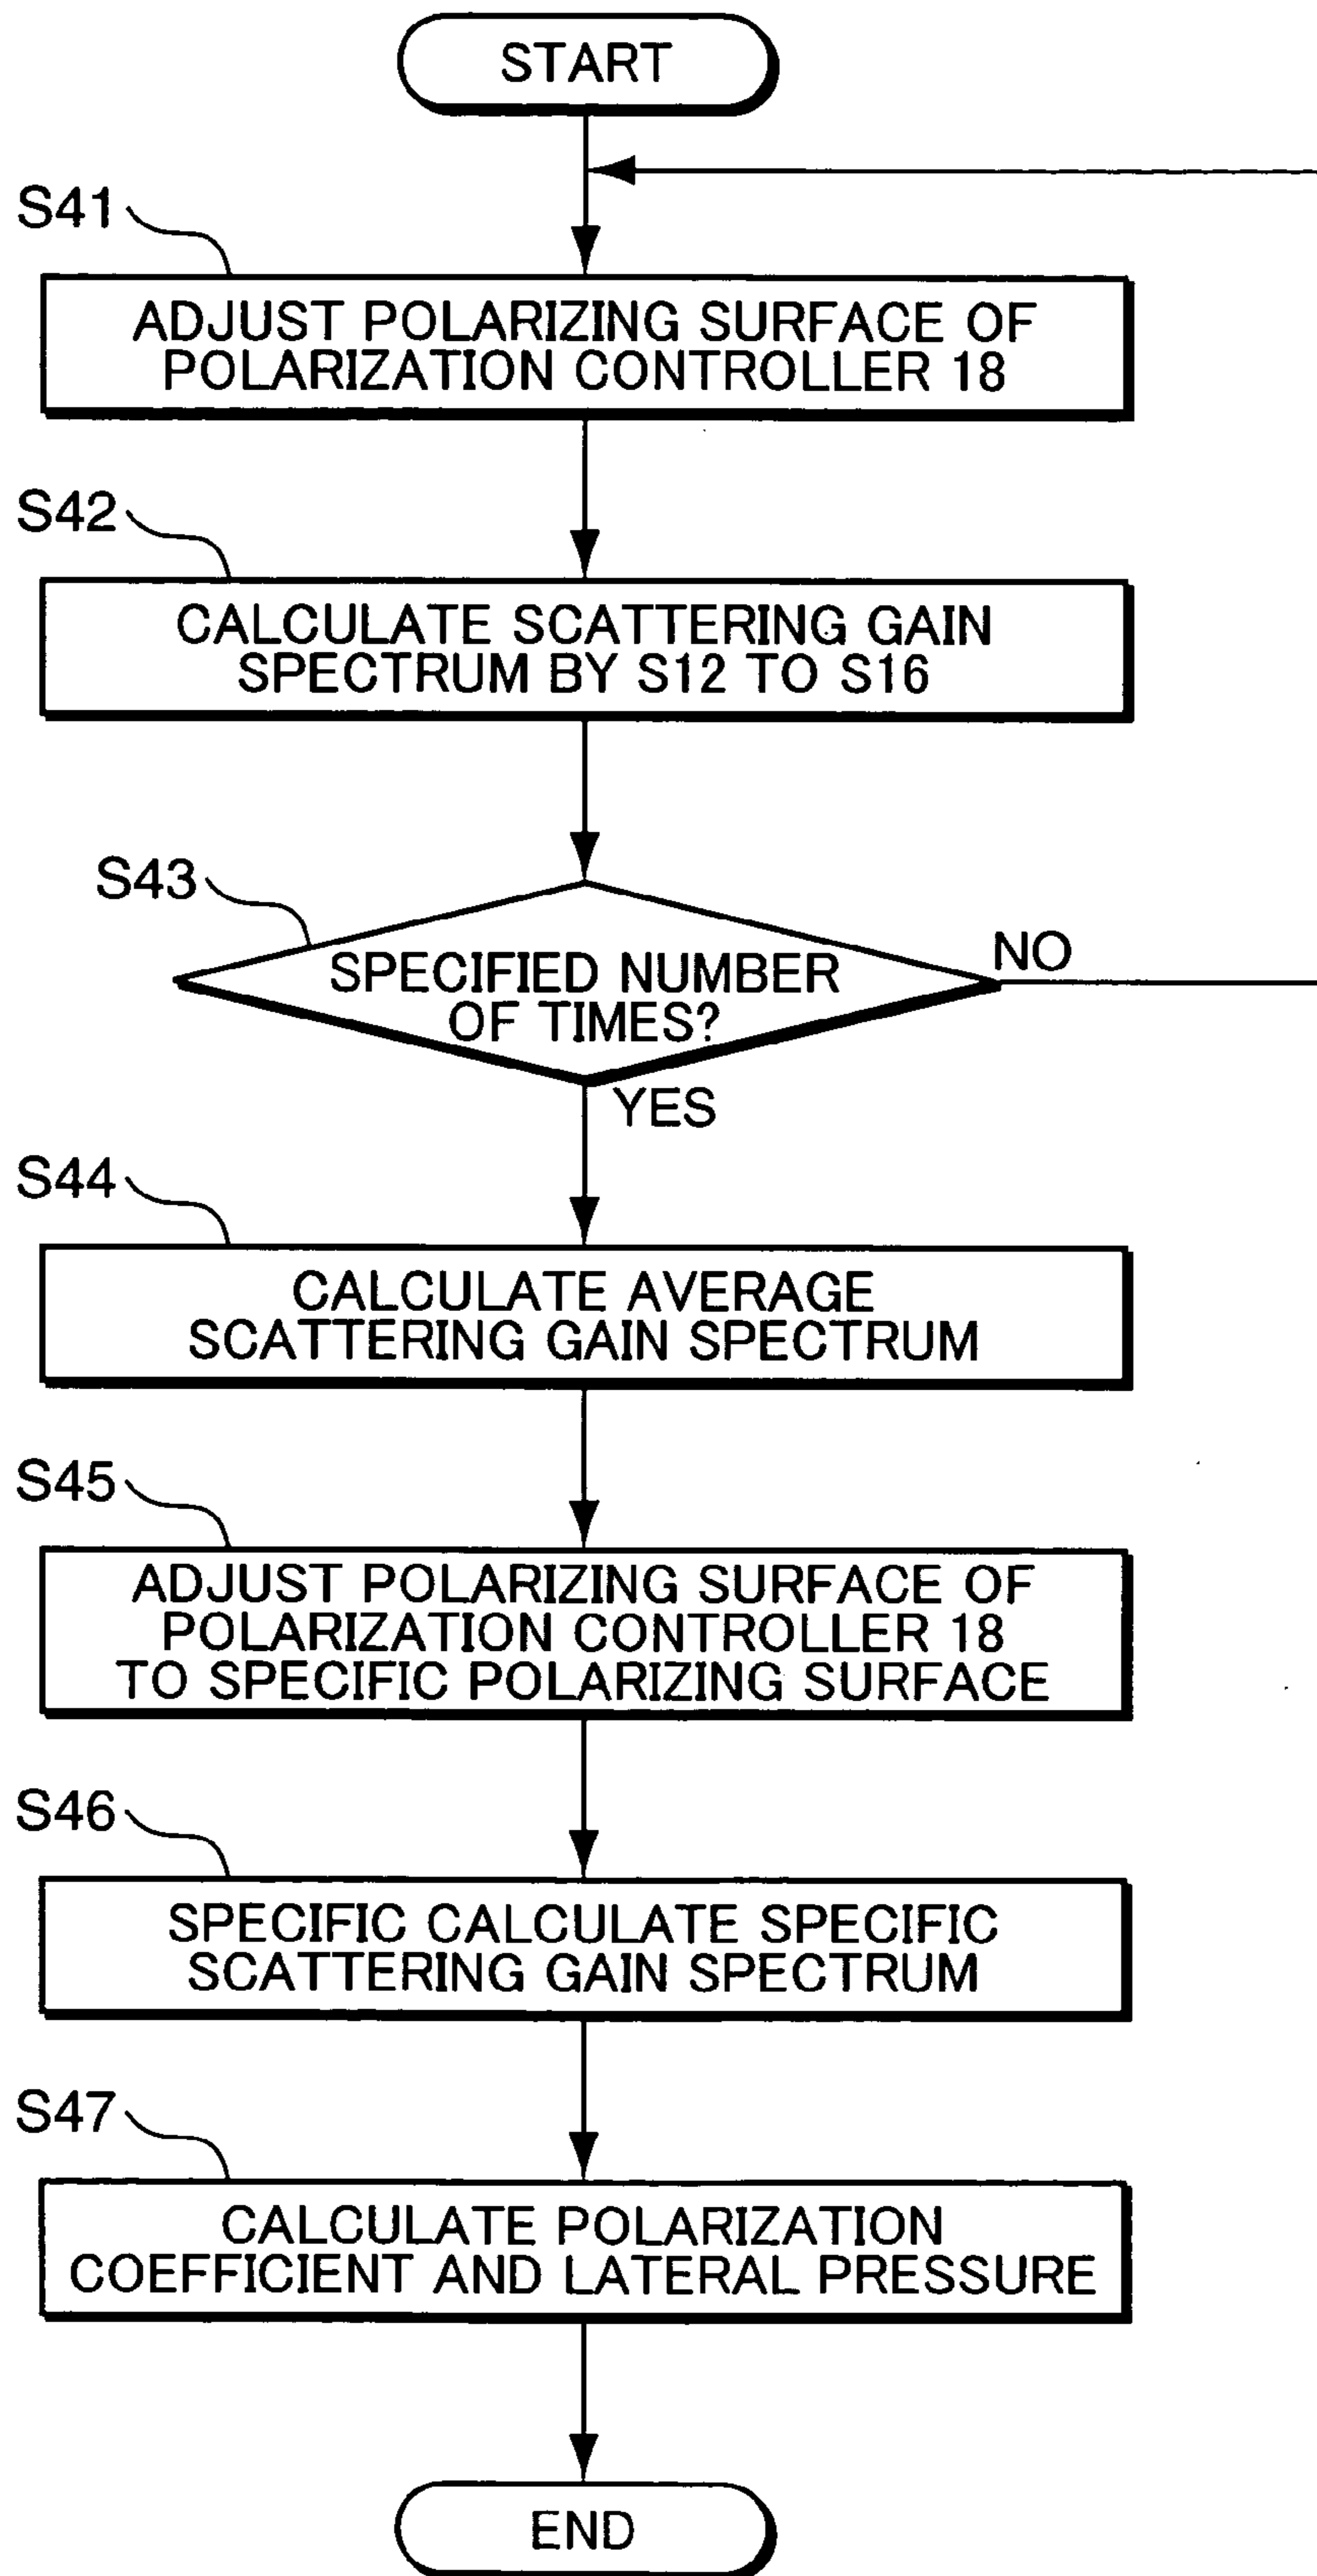 START
S41
ADJUST POLARIZING SURFACE OF
POLARIZATION CONTROLLER 18
S42
CALCULATE SCATTERING GAIN
SPECTRUM BY S12 TO S16
S43
SPECIFIED NUMBER
OF TIMES?
NO
YES
S44
CALCULATE AVERAGE
SCATTERING GAIN SPECTRUM
S45
ADJUST POLARIZING SURFACE OF
POLARIZATION CONTROLLER 18
TO SPECIFIC POLARIZING SURFACE
S46
SPECIFIC CALCULATE SPECIFIC
SCATTERING GAIN SPECTRUM
S47
CALCULATE POLARIZATION
COEFFICIENT AND LATERAL PRESSURE
END